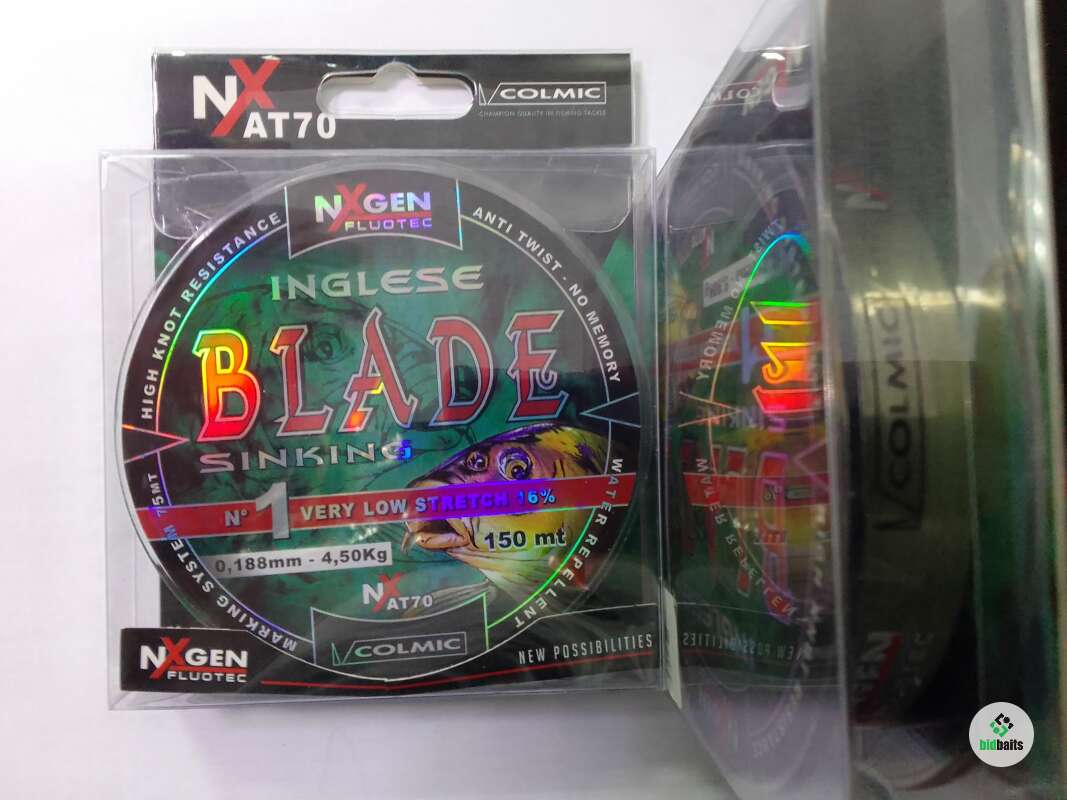 NX AT70
COLMIC
CHAMPION QUALITY IN FISHING TACKLE
NXGEN
FLUOTEC
HIGH KNOT RESISTANCE
ANTI TWIST - NO MEMORY
INGLESE
BLADE
SINKING
N° 1 VERY LOW STRETCH 16%
150 mt
0,188mm - 4,50Kg
WATER REPELLENT
MARKING SYSTEM 75MT
NX AT70
COLMIC
NEW POSSIBILITIES
NXGEN
FLUOTEC
COLMIC
bidbaits